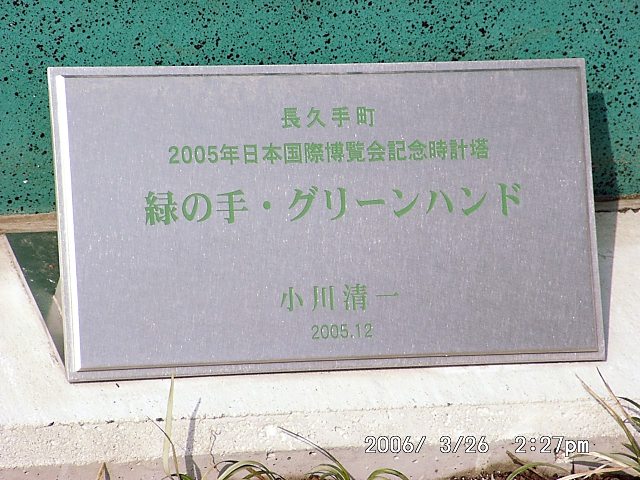 長久手町
2005年日本国際博覧会記念時計塔
緑の手・グリーンハンド
小川清一
2005.12
2006/ 3/26 2:27pm